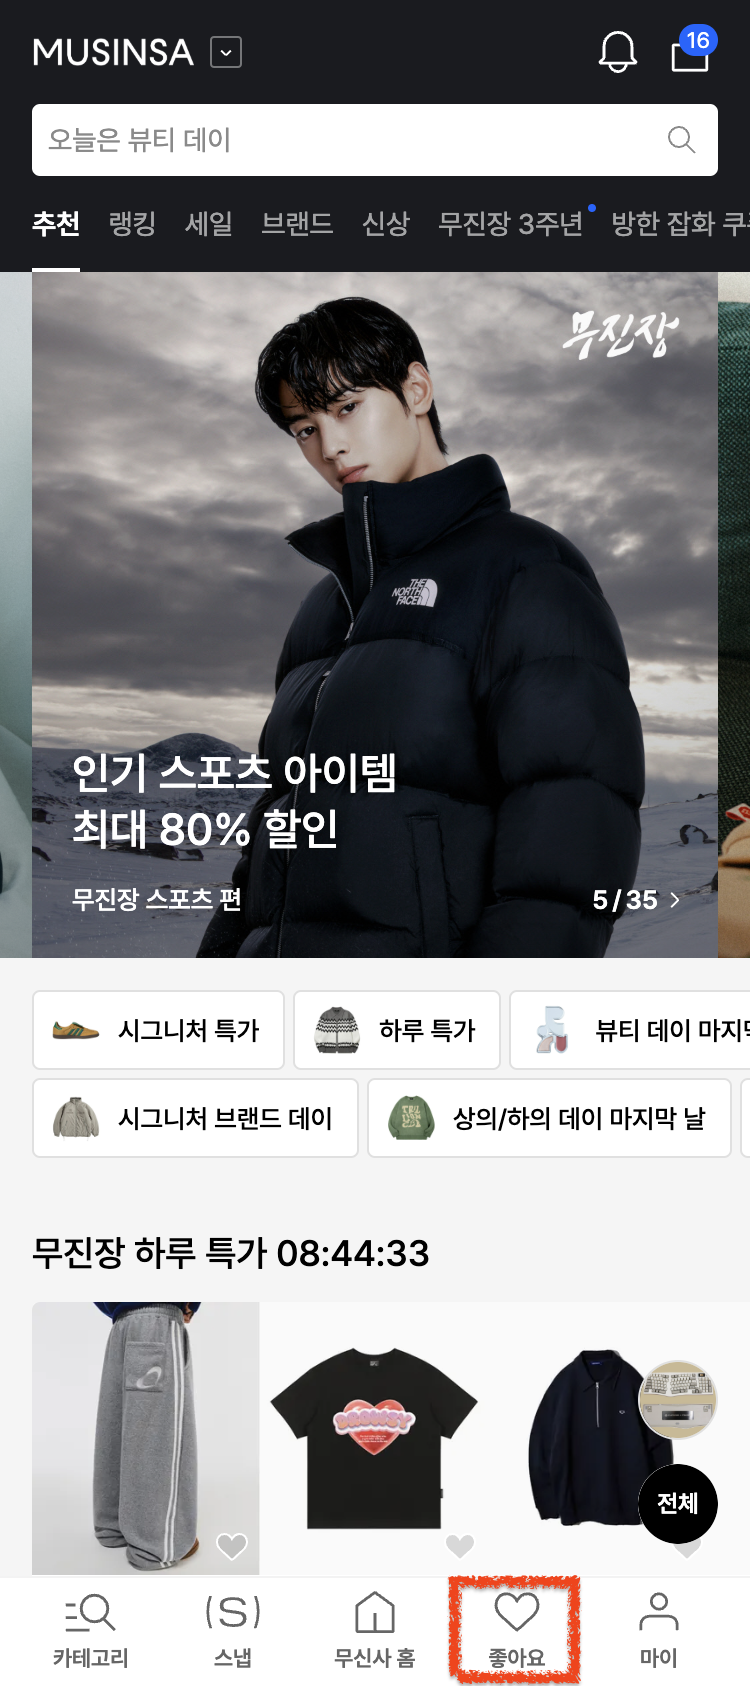 MUSINSA
16
오늘은 뷰티 데이
추천 랭킹 세일 브랜드 신상 무진장 3주년 방한 잡화
무진장
THE
NORTH
FACE
인기 스포츠 아이템
최대 80% 할인
무진장 스포츠 편
5 / 35
시그니처 특가 하루 특가 뷰티 데이
시그니처 브랜드 데이 상의/하의 데이 마지막 날
무진장 하루 특가 08:44:33
전체
카테고리 스냅 무신사 홈 좋아요 마이